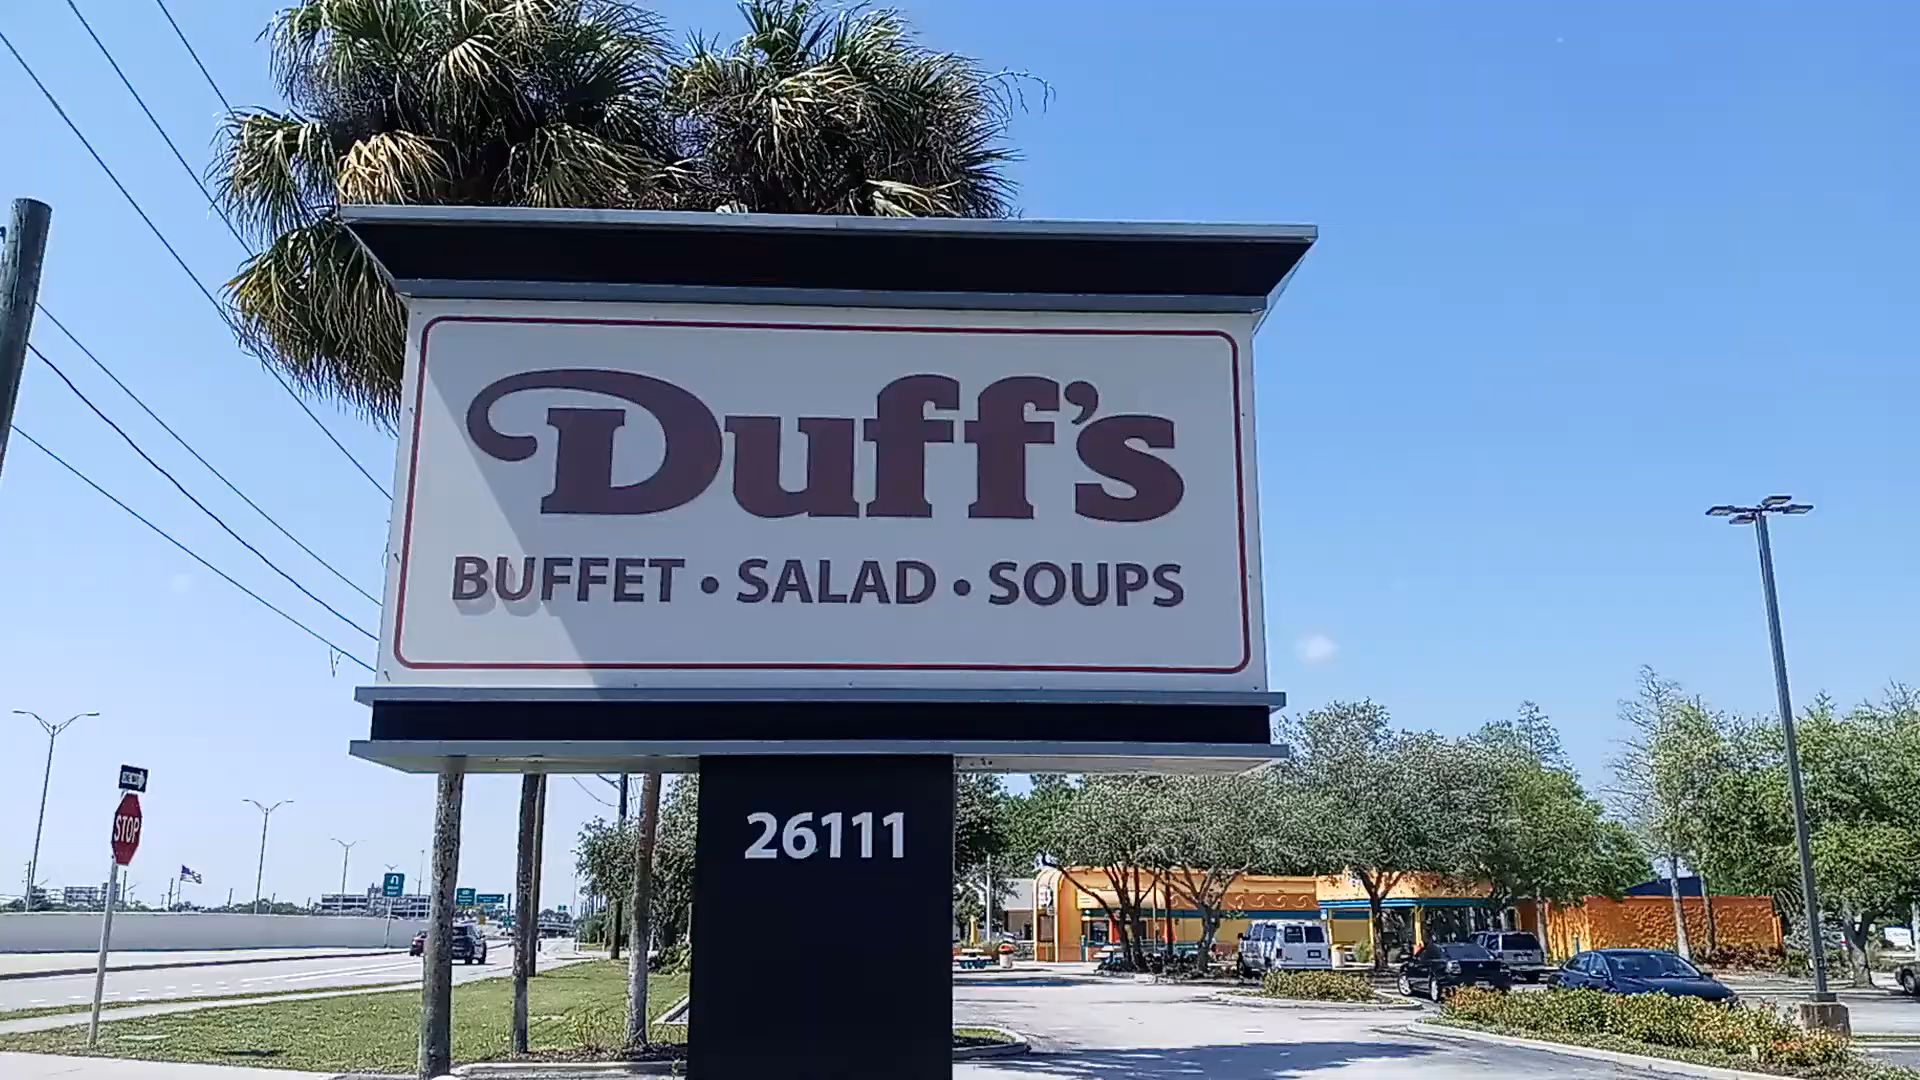 Duff's
BUFFET • SALAD • SOUPS
26111
STOP